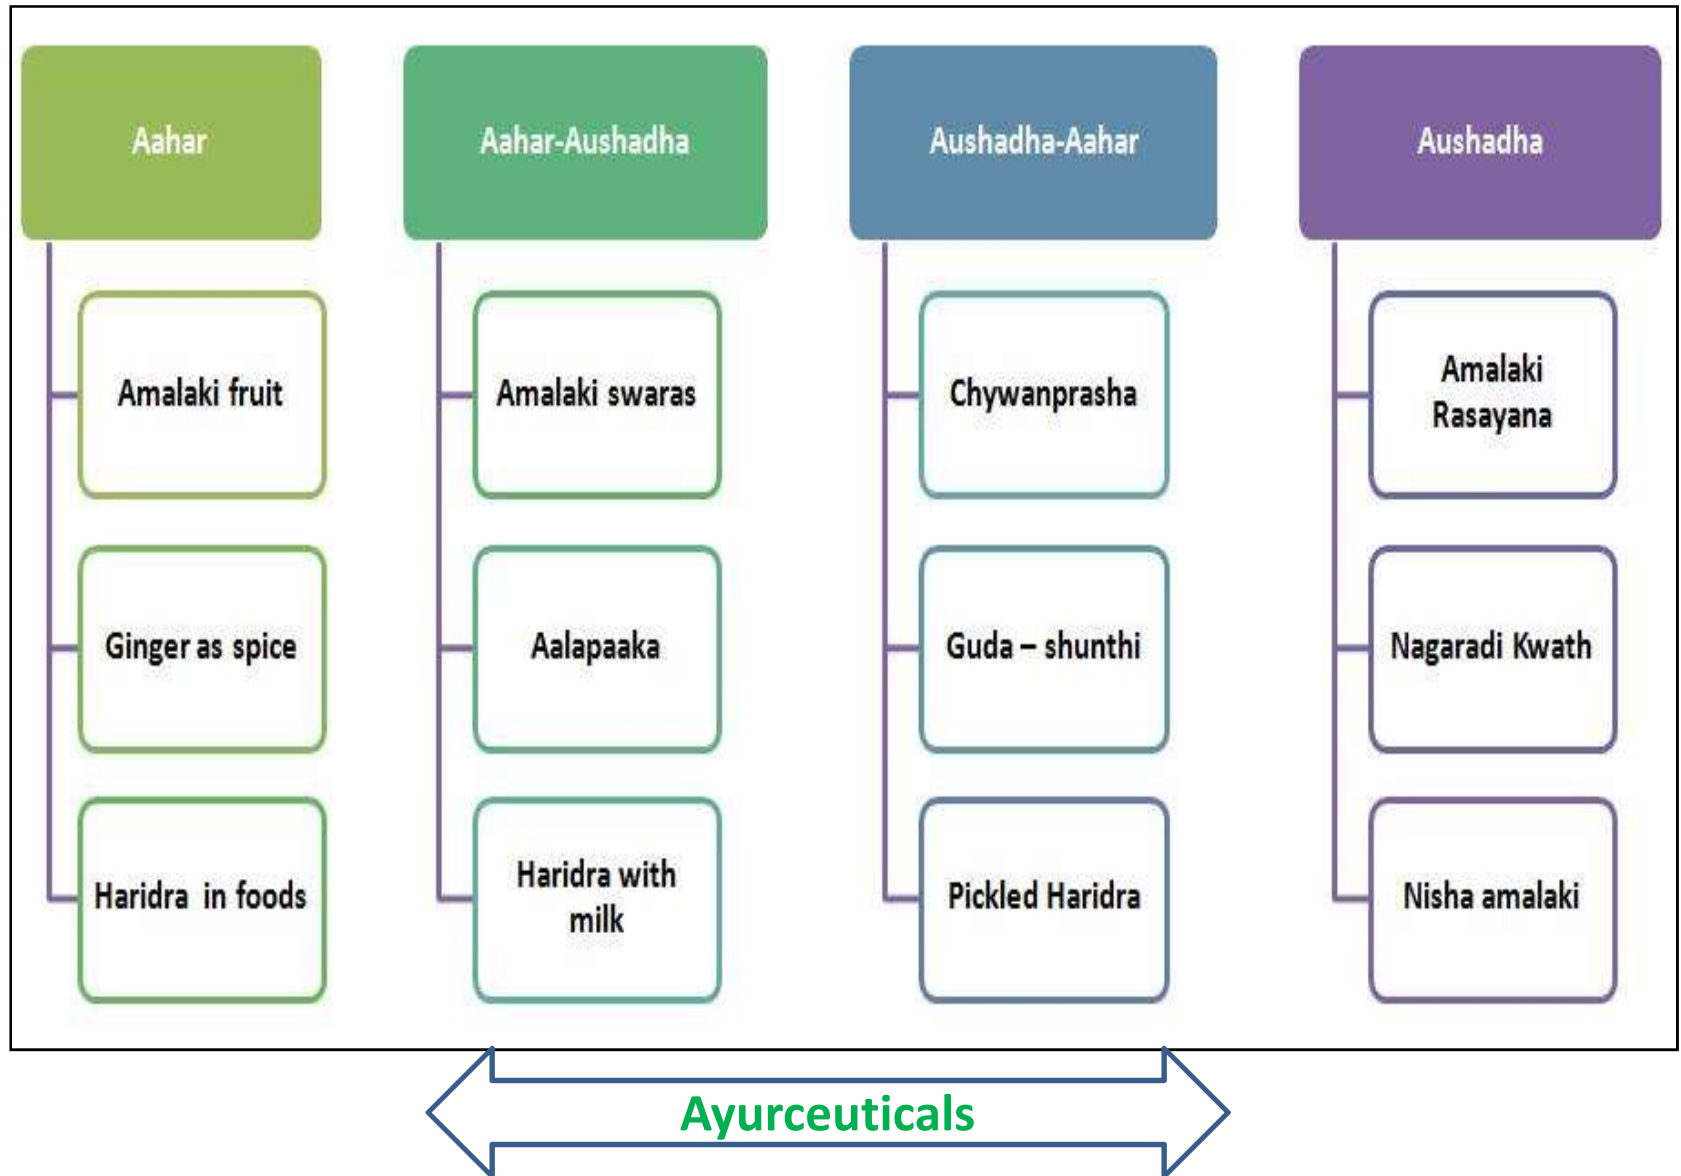 Aahar
Amalaki fruit
Ginger as spice
Haridra in foods
Aahar-Aushadha
Amalaki swaras
Aalapaaka
Haridra with
milk
Aushadha-Aahar
Chywanprasha
Guda – shunthi
Pickled Haridra
Aushadha
Amalaki
Rasayana
Nagaradi Kwath
Nisha amalaki
Ayurceuticals